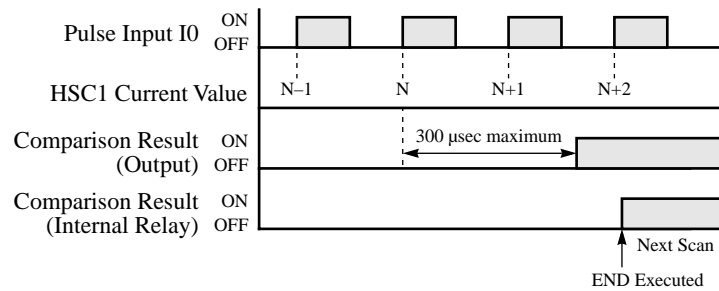 Pulse Input I0
ON
OFF
HSC1 Current Value
N–1
N
N+1
N+2
Comparison Result
(Output)
ON
OFF
300 μsec maximum
Comparison Result
(Internal Relay)
ON
OFF
Next Scan
END Executed